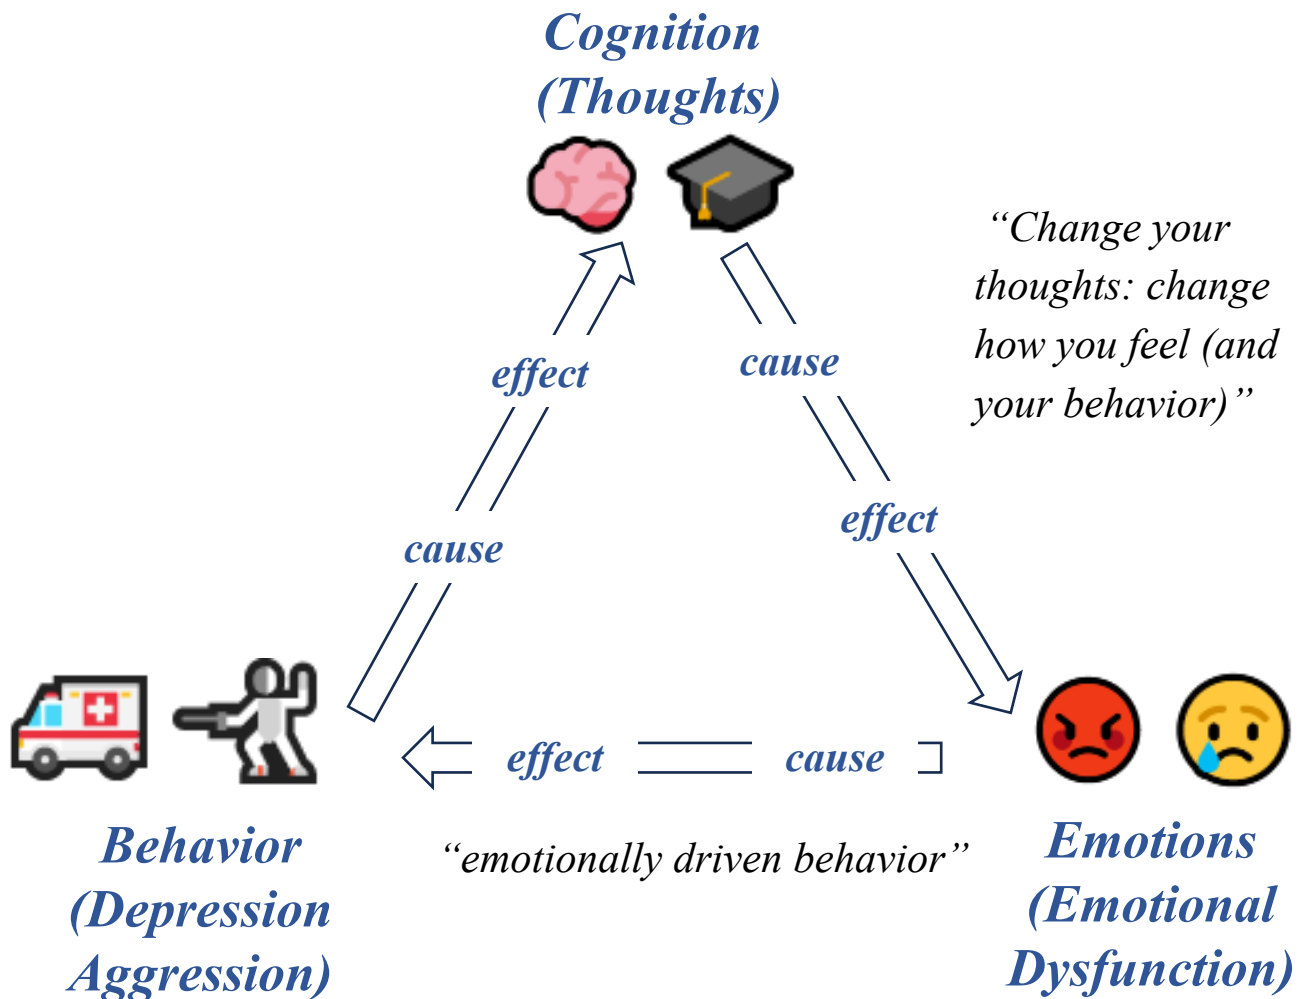 Cognition
(Thoughts)
“Change your
thoughts: change
how you feel (and
your behavior)”
effect
cause
effect
cause
effect
cause
“emotionally driven behavior”
Behavior
(Depression
Aggression)
Emotions
(Emotional
Dysfunction)